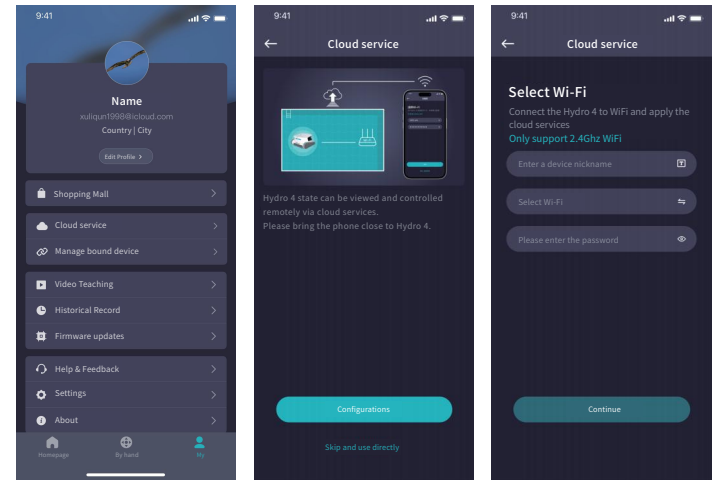 9:41
Name
xuliqun1998@icloud.com
Country | City
Edit Profile >
Shopping Mall
Cloud service
Manage bound device
Video Teaching
Historical Record
Firmware updates
Help & Feedback
Settings
About
Homepage
By hand
My
9:41
Cloud service
Hydro 4 state can be viewed and controlled
remotely via cloud services.
Please bring the phone close to Hydro 4.
Configurations
Skip and use directly
9:41
Cloud service
Select Wi-Fi
Connect the Hydro 4 to WiFi and apply the
cloud services
Only support 2.4Ghz WiFi
Enter a device nickname
Select Wi-Fi
Please enter the password
Continue